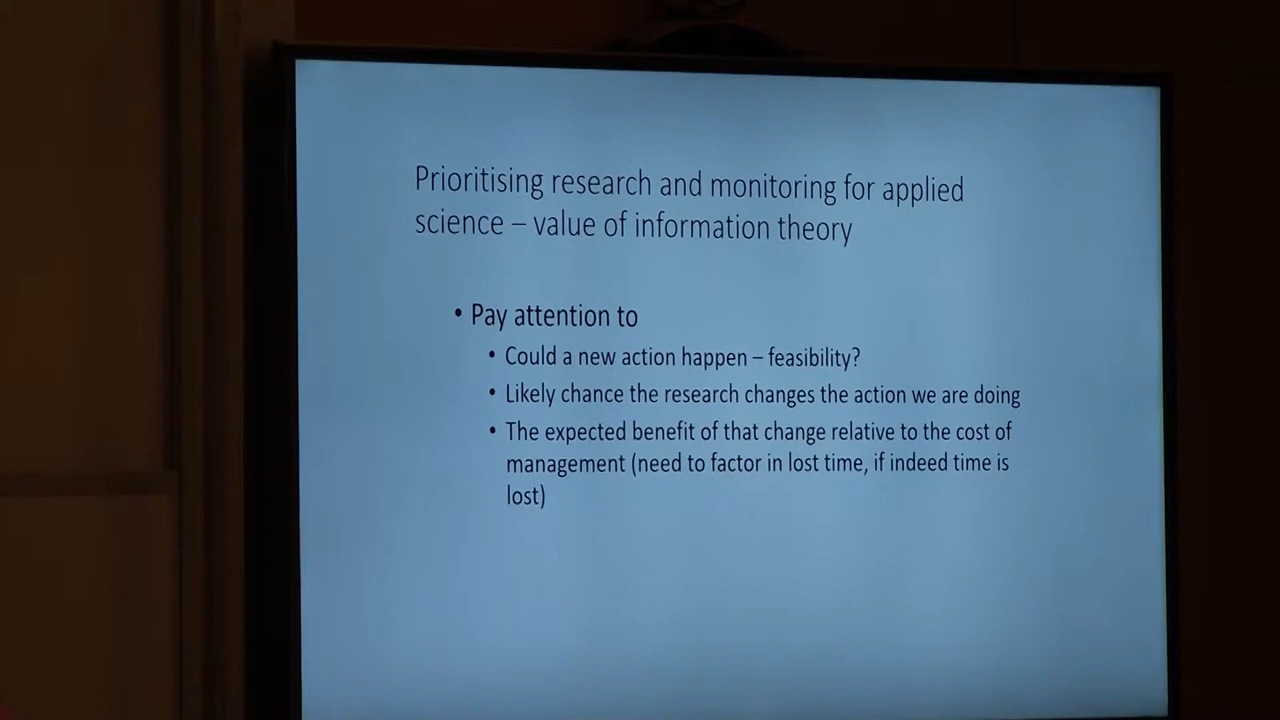 Prioritising research and monitoring for applied
science – value of information theory
• Pay attention to
• Could a new action happen – feasibility?
• Likely chance the research changes the action we are doing
• The expected benefit of that change relative to the cost of
management (need to factor in lost time, if indeed time is
lost)